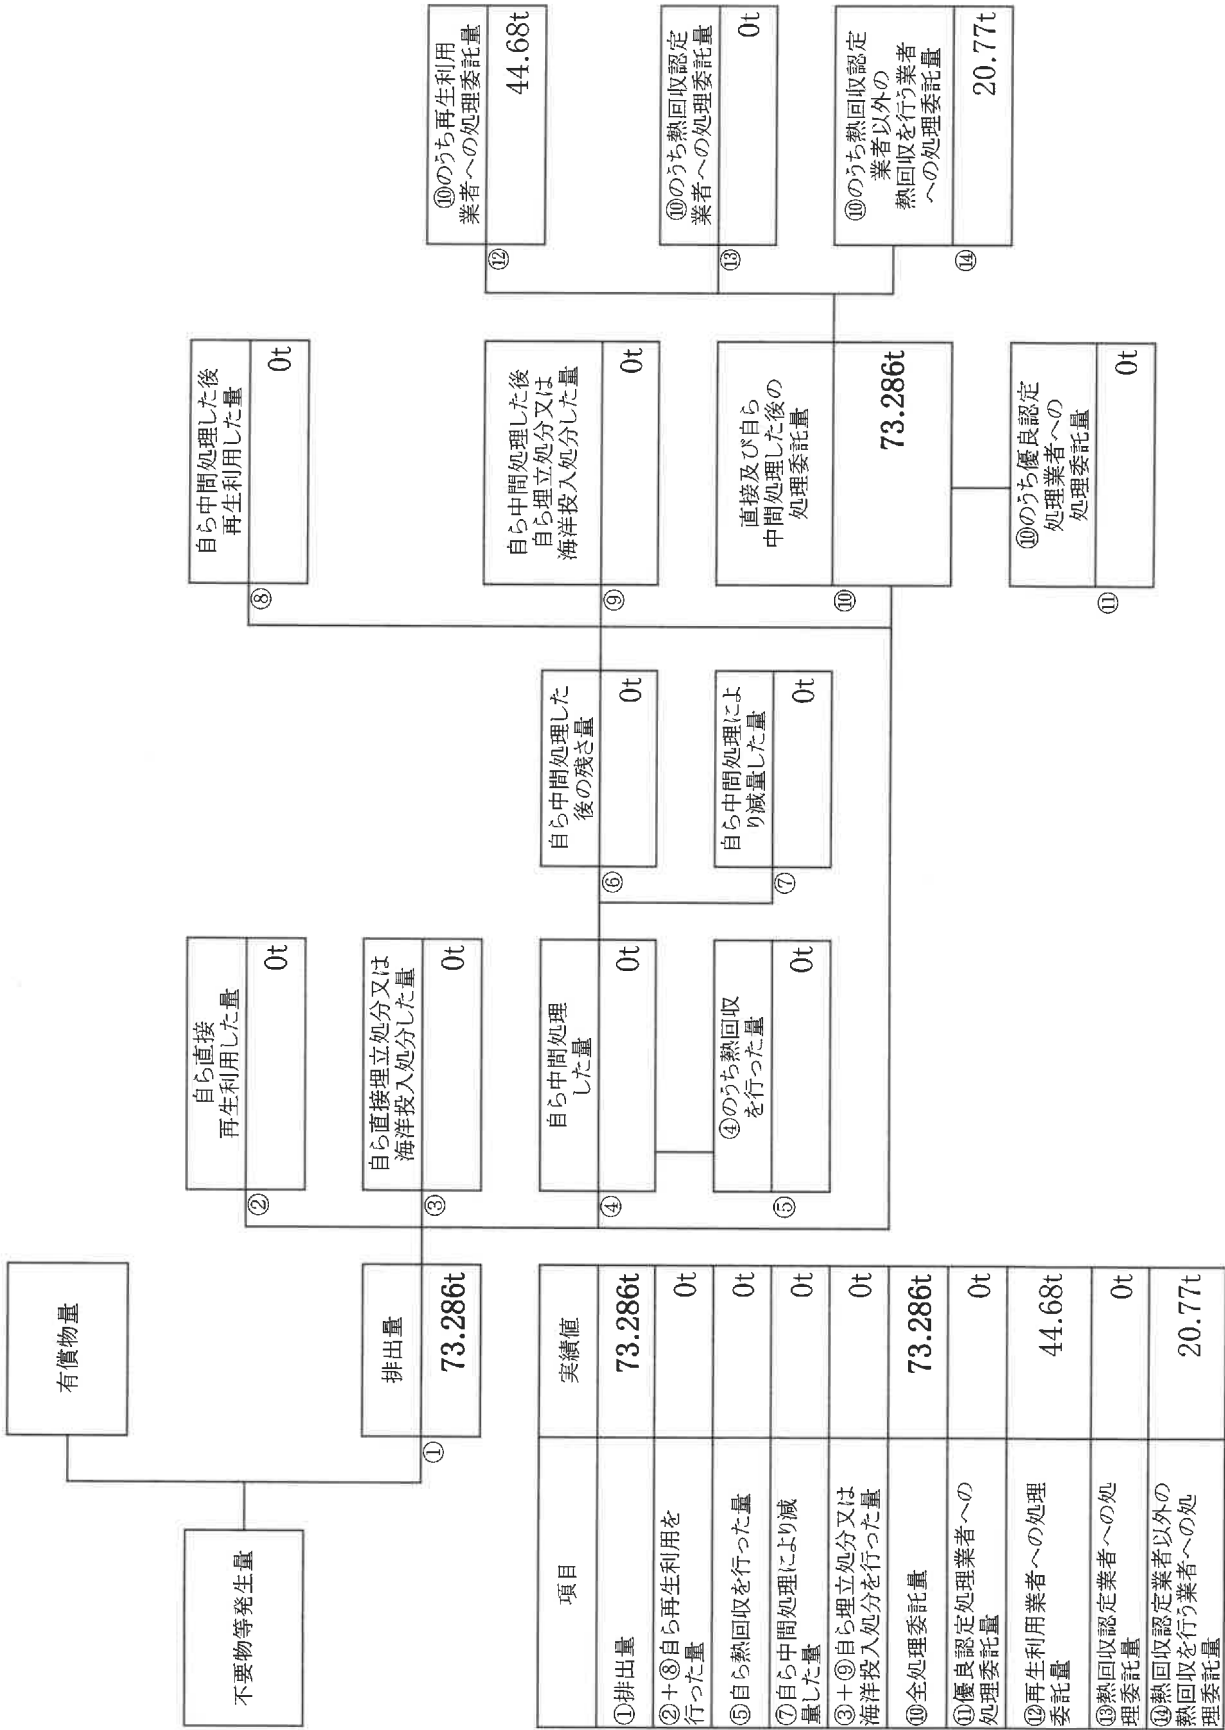 不要物等発生量
有償物量
排出量
①
73.286t
自ら直接
再生利用した量
②
0t
自ら直接埋立処分又は
海洋投入処分した量
③
0t
自ら中間処理
した量
④
0t
④のうち熱回収
を行った量
⑤
0t
自ら中間処理した
後の残さ量
⑥
0t
自ら中間処理によ
り減量した量
⑦
0t
自ら中間処理した後
再生利用した量
⑧
0t
自ら中間処理した後
自ら埋立処分又は
海洋投入処分した量
⑨
0t
直接及び自ら
中間処理した後の
処理委託量
⑩
73.286t
⑩のうち優良認定
処理業者への
処理委託量
⑪
0t
⑩のうち再生利用
業者への処理委託量
⑫
44.68t
⑩のうち熱回収認定
業者への処理委託量
⑬
0t
⑩のうち熱回収認定
業者以外の
熱回収を行う業者
への処理委託量
⑭
20.77t
項目
実績値
①排出量
73.286t
②＋⑧自ら再生利用を
行った量
0t
⑤自ら熱回収を行った量
0t
⑦自ら中間処理により減
量した量
0t
③＋⑨自ら埋立処分又は
海洋投入処分を行った量
0t
⑩全処理委託量
73.286t
⑪優良認定処理業者への
処理委託量
0t
⑫再生利用業者への処理
委託量
44.68t
⑬熱回収認定業者への処
理委託量
0t
⑭熱回収認定業者以外の
熱回収を行う業者への処
理委託量
20.77t